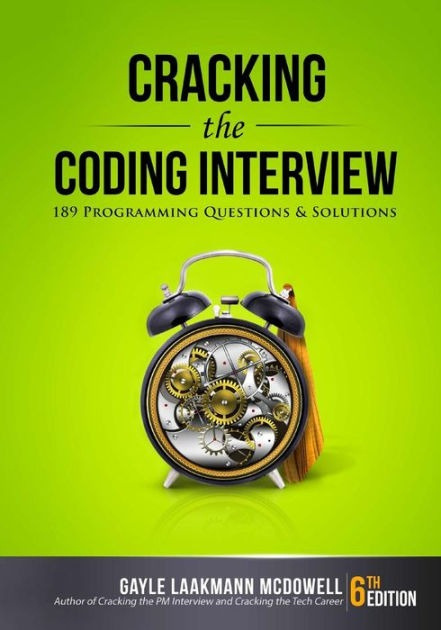 CRACKING
the
CODING INTERVIEW
189 PROGRAMMING QUESTIONS & SOLUTIONS
GAYLE LAAKMANN MCDOWELL
Author of Cracking the PM Interview and Cracking the Tech Career
6TH EDITION